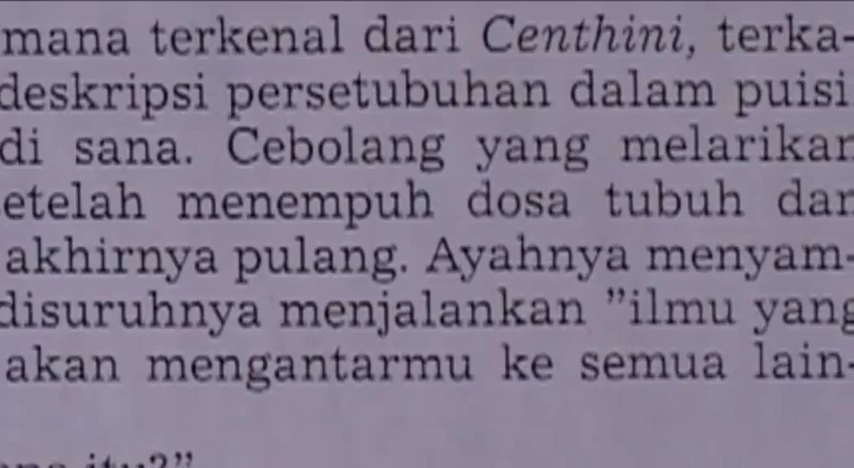 mana terkenal dari Centhini, terka-
deskripsi persetubuhan dalam puisi
di sana. Cebolang yang melarikan
etelah menempuh dosa tubuh dan
akhirnya pulang. Ayahnya menyam-
disuruhnya menjalankan ”ilmu yang
akan mengantarmu ke semua lain-
itu?”